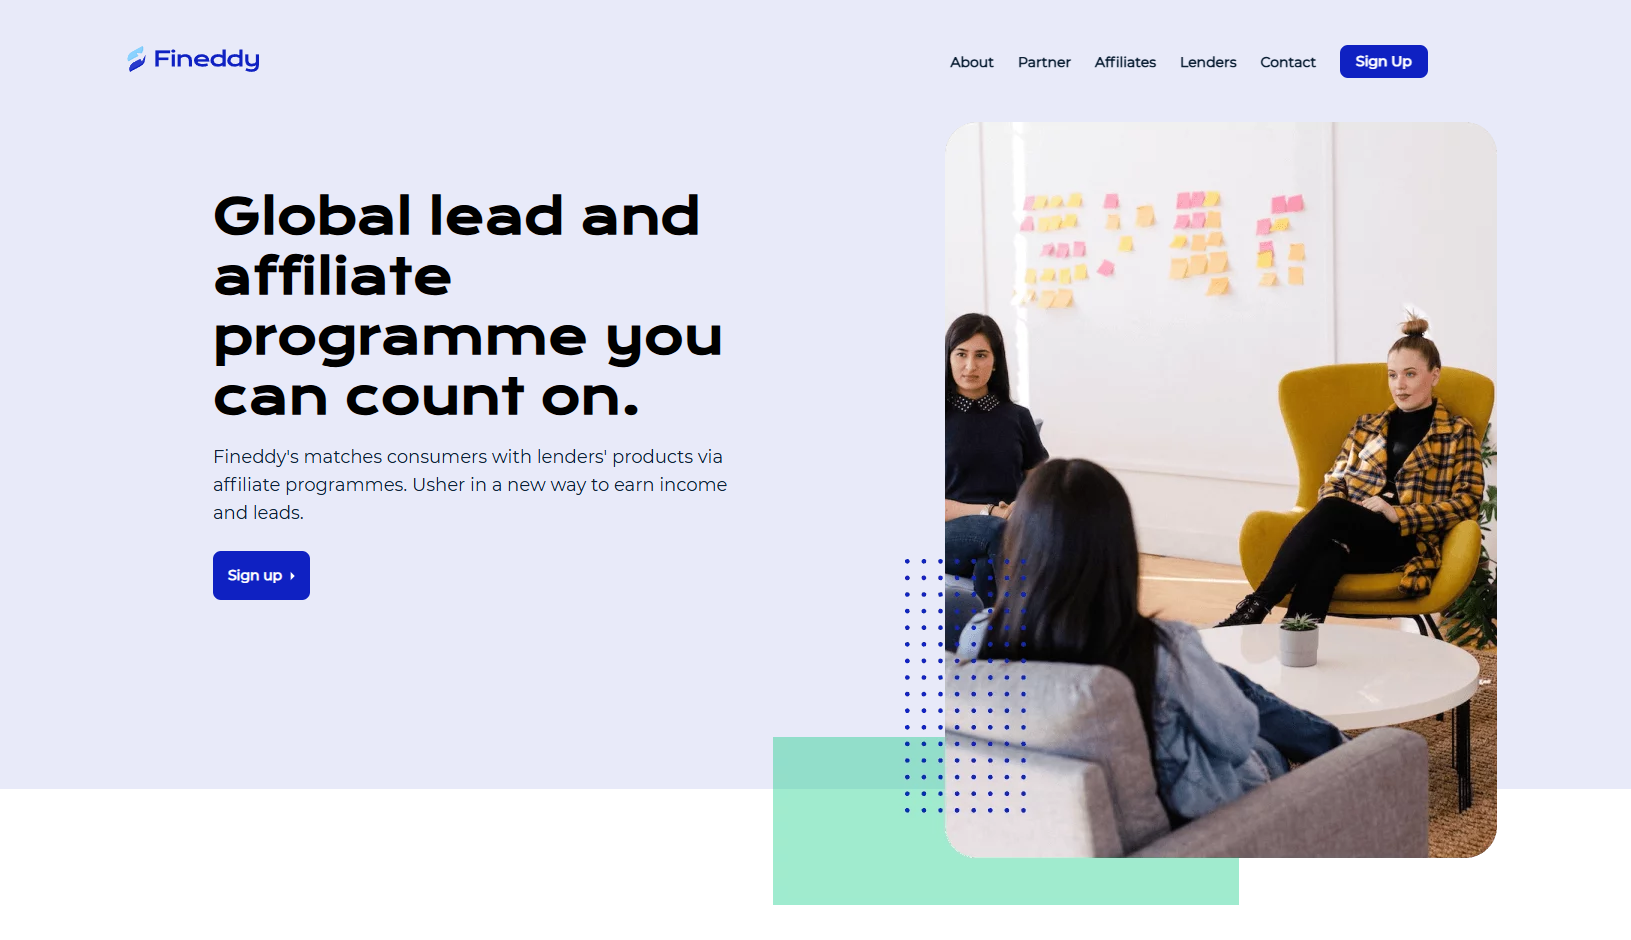 Fineddy
About Partner Affiliates Lenders Contact Sign Up
Global lead and
affiliate
programme you
can count on.
Fineddy's matches consumers with lenders' products via
affiliate programmes. Usher in a new way to earn income
and leads.
Sign up